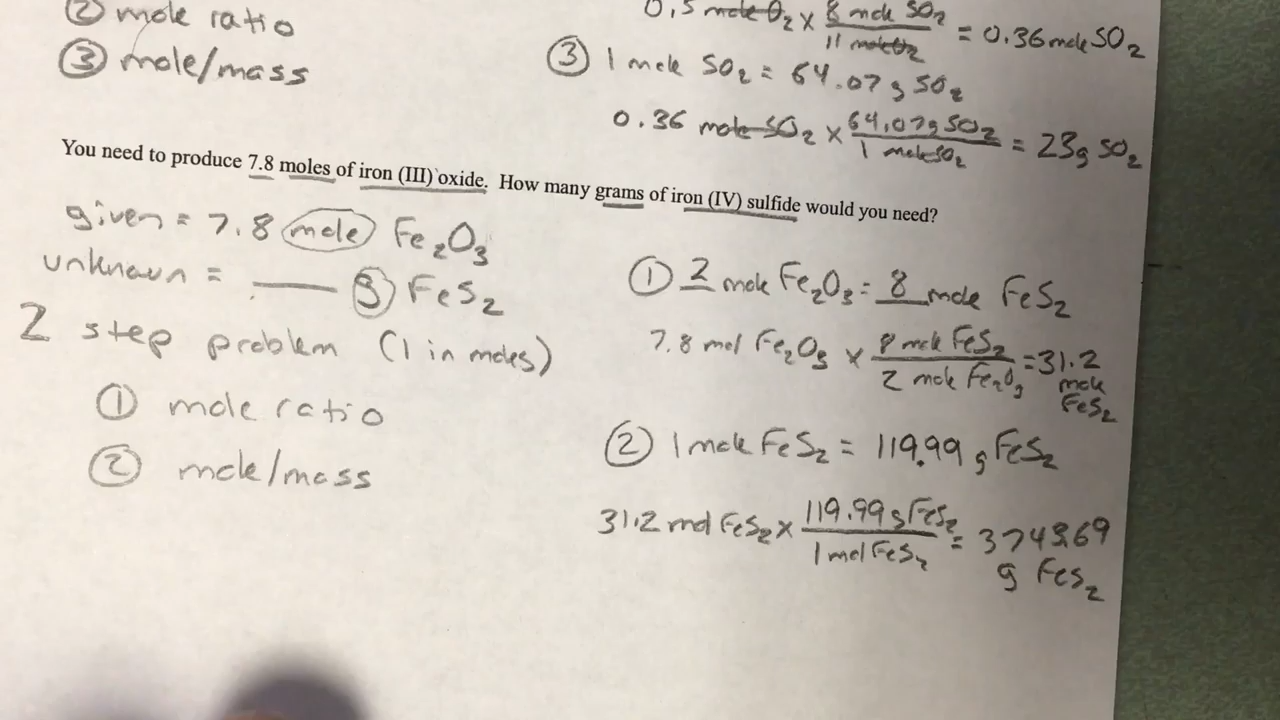 ② mole ratio
③ mole/mass
0.5 mole O2 x 8 mole SO2 / 11 mole O2 = 0.36 mole SO2
③ 1 mole SO2 = 64.07 g SO2
0.36 mole SO2 x 64.07g SO2 / 1 mole SO2 = 23g SO2
You need to produce 7.8 moles of iron (III) oxide. How many grams of iron (IV) sulfide would you need?
given = 7.8 mole Fe2O3
unknown = ___ g FeS2
2 step problem (1 in moles)
① mole ratio
② mole/mass
① 2 mole Fe2O3 = 8 mole FeS2
7.8 mol Fe2O3 x 8 mole FeS2 / 2 mole Fe2O3 = 31.2 mole FeS2
② 1 mole FeS2 = 119.99 g FeS2
31.2 mol FeS2 x 119.99 g FeS2 / 1 mol FeS2 = 3743.69 g FeS2